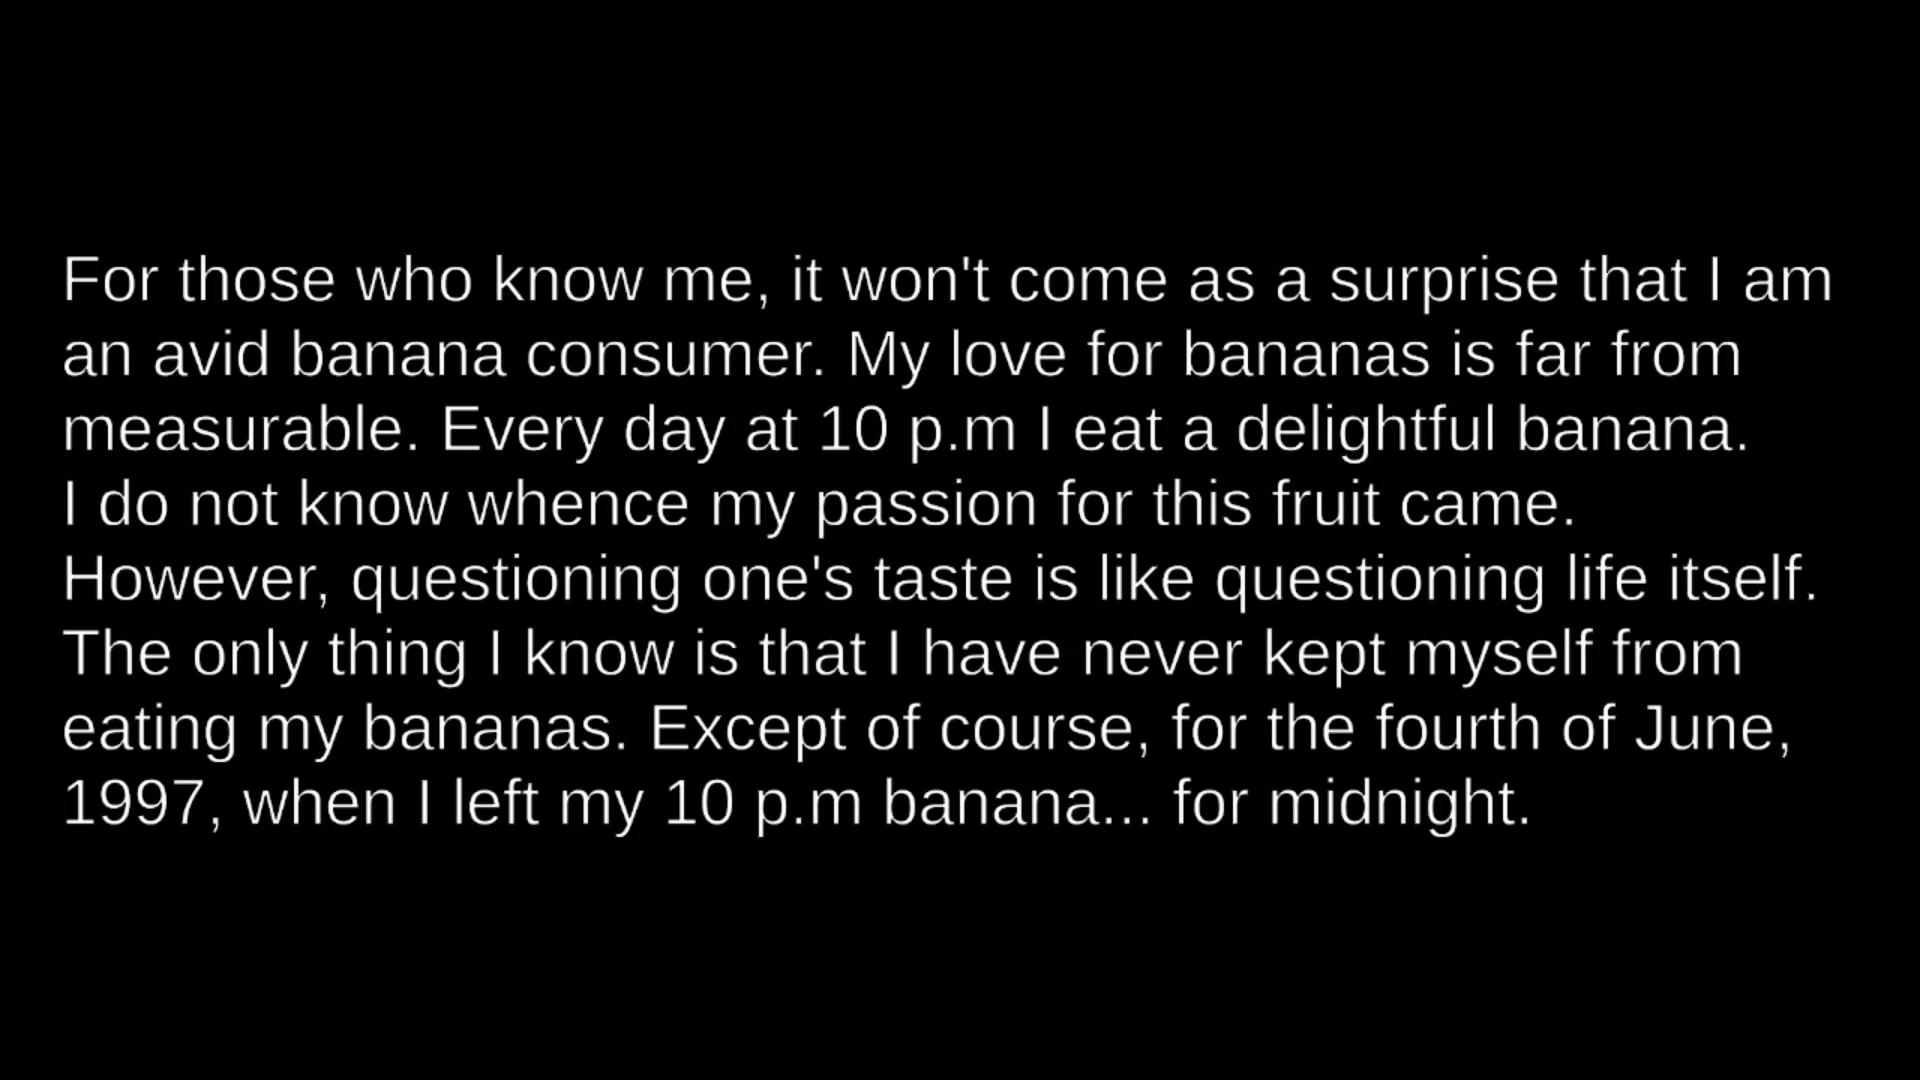 For those who know me, it won't come as a surprise that I am
an avid banana consumer. My love for bananas is far from
measurable. Every day at 10 p.m I eat a delightful banana.
I do not know whence my passion for this fruit came.
However, questioning one's taste is like questioning life itself.
The only thing I know is that I have never kept myself from
eating my bananas. Except of course, for the fourth of June,
1997, when I left my 10 p.m banana... for midnight.